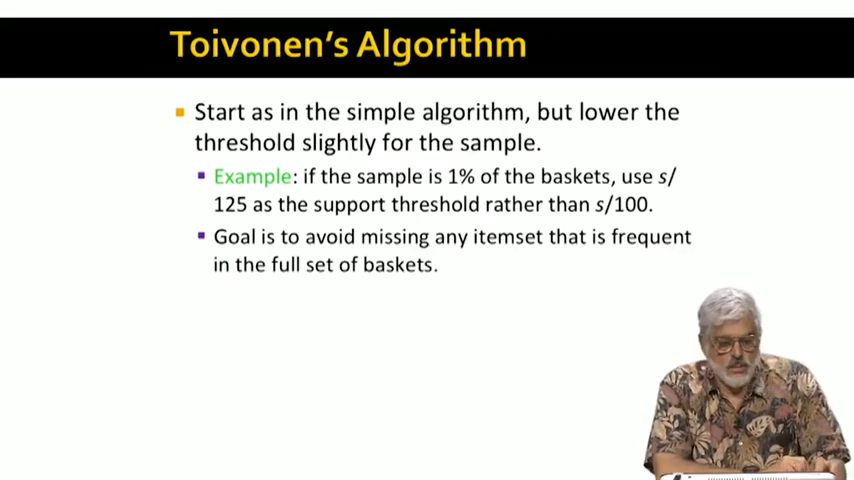 Toivonen's Algorithm
Start as in the simple algorithm, but lower the
threshold slightly for the sample.
Example: if the sample is 1% of the baskets, use s/
125 as the support threshold rather than s/100.
Goal is to avoid missing any itemset that is frequent
in the full set of baskets.